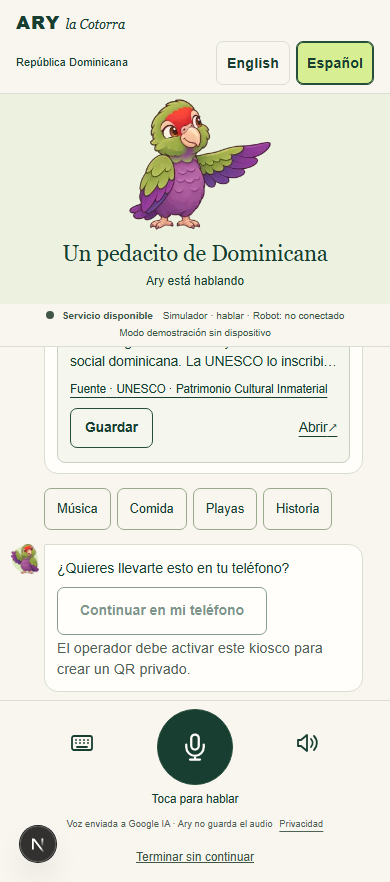 ARY la Cotorra
República Dominicana
English
Español
Un pedacito de Dominicana
Ary está hablando
Servicio disponible Simulador · hablar · Robot: no conectado
Modo demostración sin dispositivo
social dominicana. La UNESCO lo inscribi...
Fuente · UNESCO · Patrimonio Cultural Inmaterial
Guardar
Abrir↗
Música
Comida
Playas
Historia
¿Quieres llevarte esto en tu teléfono?
Continuar en mi teléfono
El operador debe activar este kiosco para
crear un QR privado.
Toca para hablar
Voz enviada a Google IA · Ary no guarda el audio Privacidad
N
Terminar sin continuar